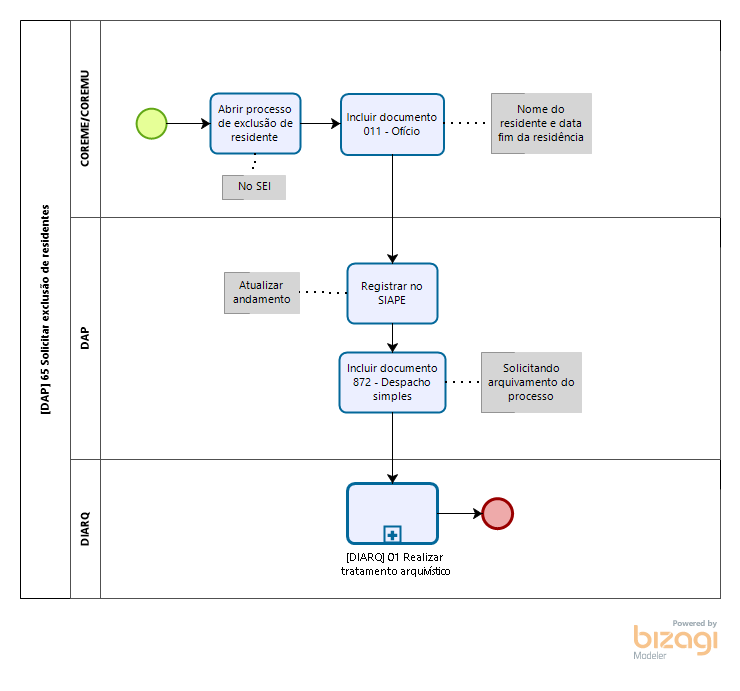 [DAP] 65 Solicitar exclusão de residentes
COREME/COREMU
Abrir processo
de exclusão de
residente
Incluir documento
011 - Ofício
Nome do
residente e data
fim da residência
No SEI
DAP
Atualizar
andamento
Registrar no
SIAPE
Incluir documento
872 - Despacho
simples
Solicitando
arquivamento do
processo
DIARQ
[DIARQ] 01 Realizar
tratamento arquivístico
Powered by
bizagi
Modeler